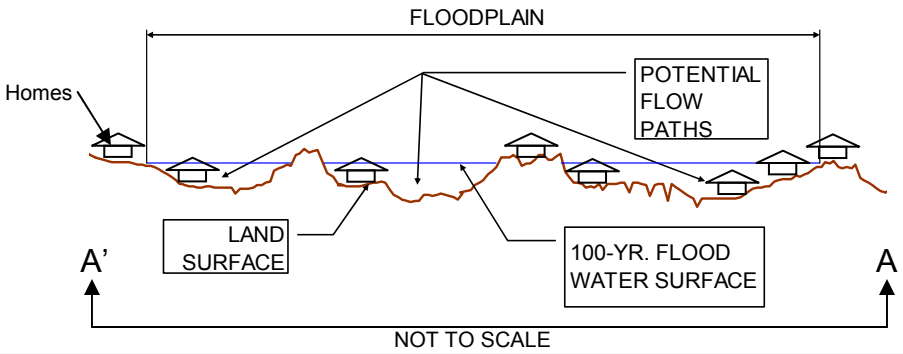 FLOODPLAIN
Homes
POTENTIAL
FLOW
PATHS
LAND
SURFACE
100-YR. FLOOD
WATER SURFACE
A’
A
NOT TO SCALE